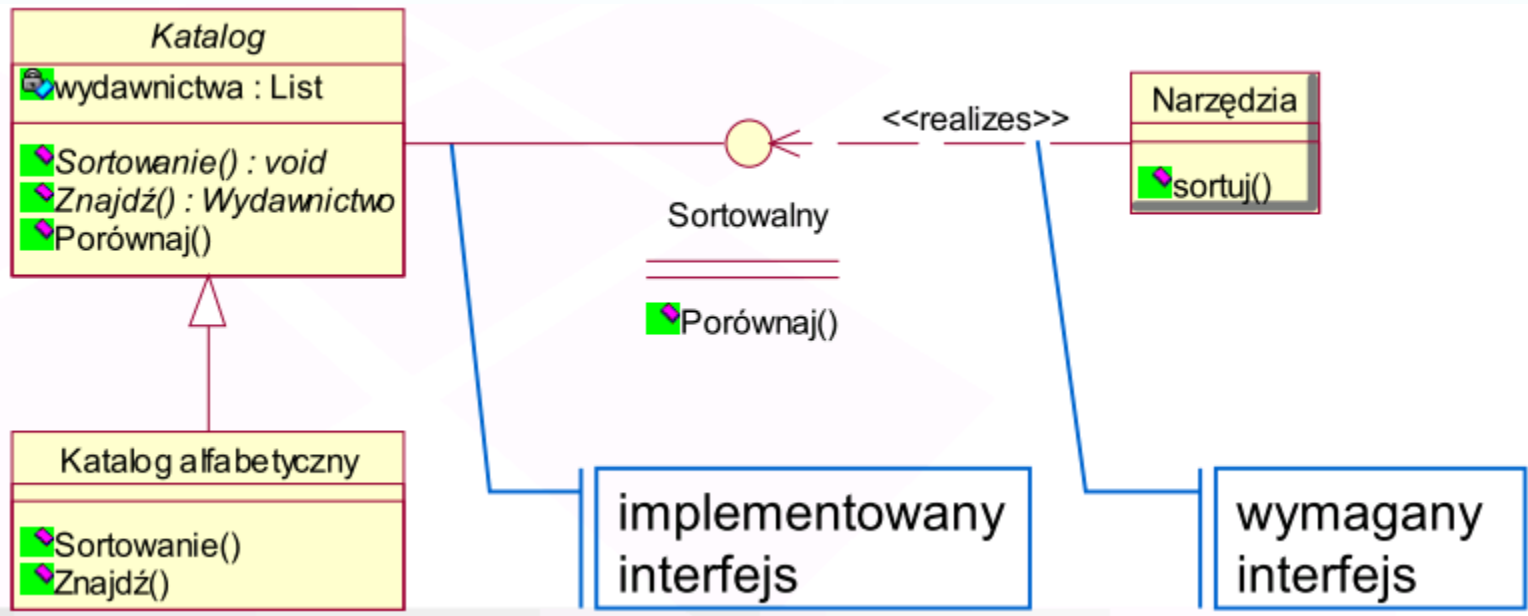 Katalog
wydawnictwa : List
Sortowanie() : void
Znajdź() : Wydawnictwo
Porównaj()
<<realizes>>
Narzędzia
sortuj()
Sortowalny
Porównaj()
Katalog alfabetyczny
Sortowanie()
Znajdź()
implementowany
interfejs
wymagany
interfejs